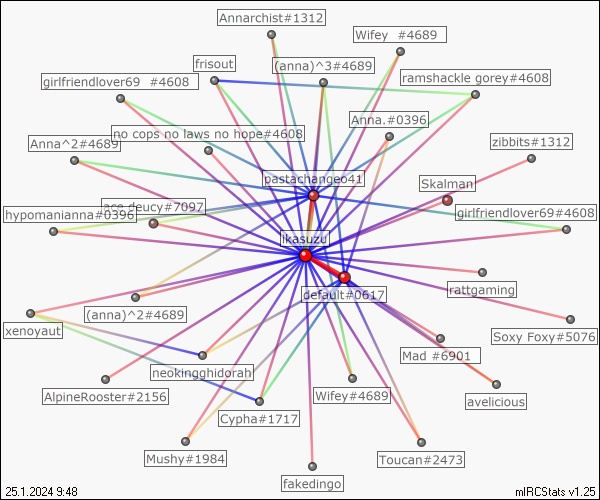 Annarchist#1312
Wifey #4689
frisout
(anna)^3#4689
ramshackle gorey#4608
girlfriendlover69 #4608
Anna.#0396
no cops no laws no hope#4608
Anna^2#4689
zibbits#1312
pastachangeo41
Skalman
deucy#7097
hypomanianna#0396
girlfriendlover69#4608
ikasuzu
rattgaming
default#0617
(anna)^2#4689
xenoyaut
Soxy Foxy#5076
Mad #6901
neokingghidorah
AlpineRooster#2156
Wifey#4689
avelicious
Cypha#1717
Mushy#1984
Toucan#2473
fakedingo
25.1.2024 9:48
mIRCStats v1.25